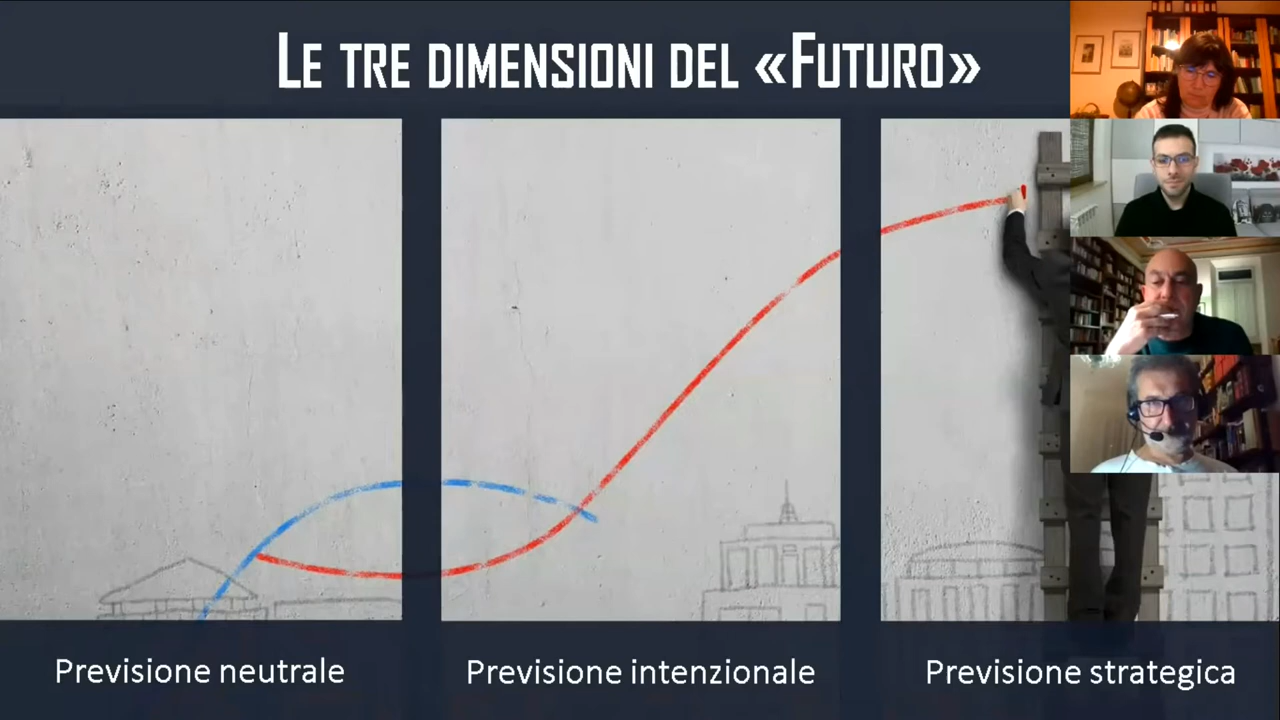 Le tre dimensioni del «Futuro»
Previsione neutrale
Previsione intenzionale
Previsione strategica